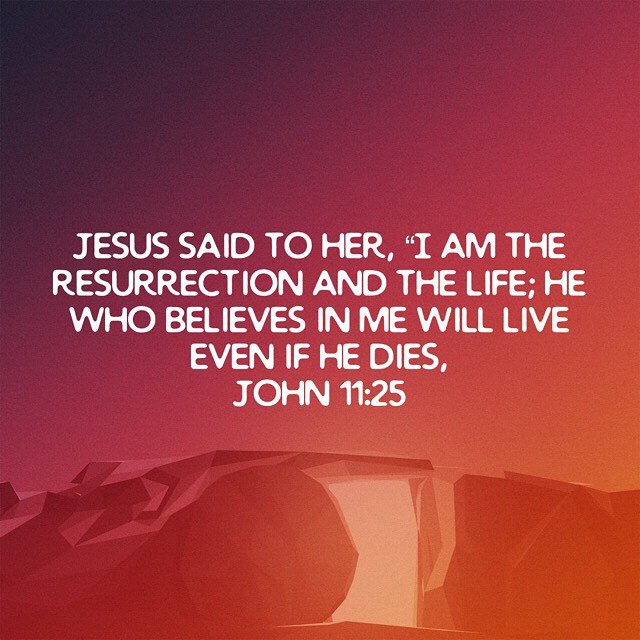 JESUS SAID TO HER, “I AM THE
RESURRECTION AND THE LIFE; HE
WHO BELIEVES IN ME WILL LIVE
EVEN IF HE DIES,
JOHN 11:25